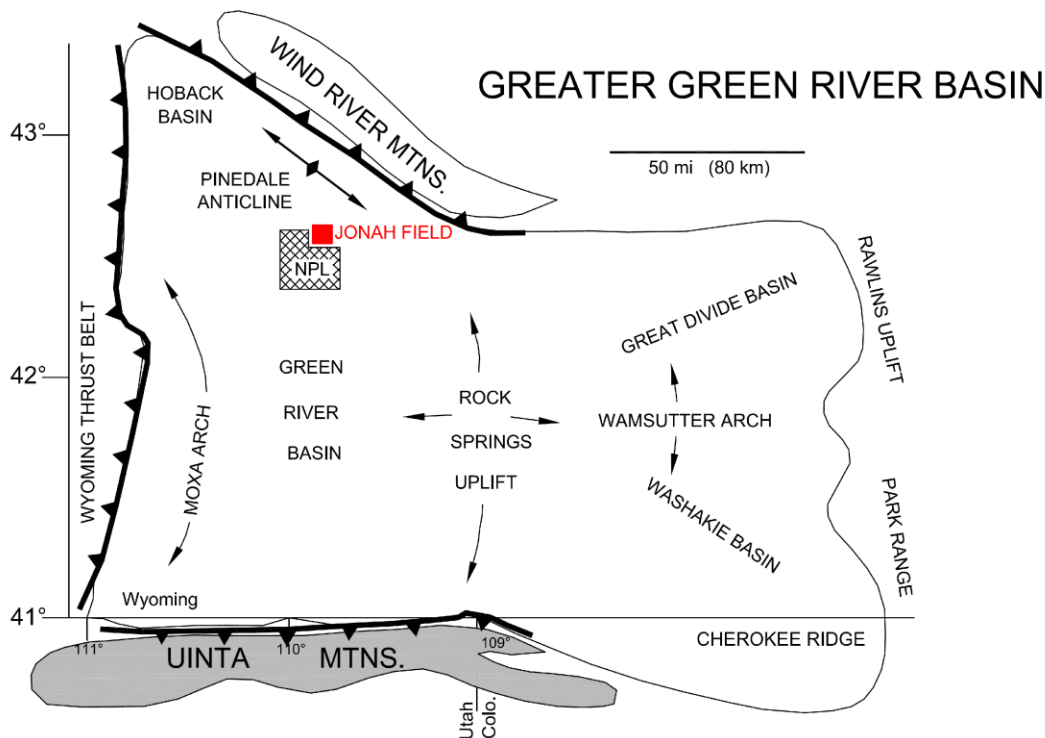 GREATER GREEN RIVER BASIN
WIND RIVER MTNS.
HOBACK
BASIN
43°
50 mi (80 km)
PINEDALE
ANTICLINE
JONAH FIELD
NPL
RAWLINS UPLIFT
GREAT DIVIDE BASIN
WYOMING THRUST BELT
42°
GREEN
RIVER
BASIN
MOXA ARCH
ROCK
SPRINGS
UPLIFT
WAMSUTTER ARCH
WASHAKIE BASIN
PARK RANGE
Wyoming
41°
111°
110°
109°
CHEROKEE RIDGE
UINTA MTNS.
Utah
Colo.